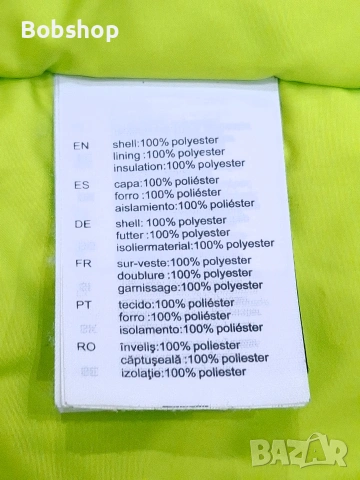 Bobshop
EN shell:100% polyester
lining :100% polyester
insulation:100% polyester
ES capa:100% poliéster
forro :100% poliéster
aislamiento:100% poliéster
DE shell:100% polyester
futter :100% polyester
isoliermaterial:100% polyester
FR sur-veste:100% polyester
doublure :100% polyester
garnissage:100% polyester
PT tecido:100% poliéster
forro :100% poliéster
isolamento:100% poliéster
RO înveliş:100% poliester
căptuşeală :100% poliester
izolaţie:100% poliester
BAZAR
bg